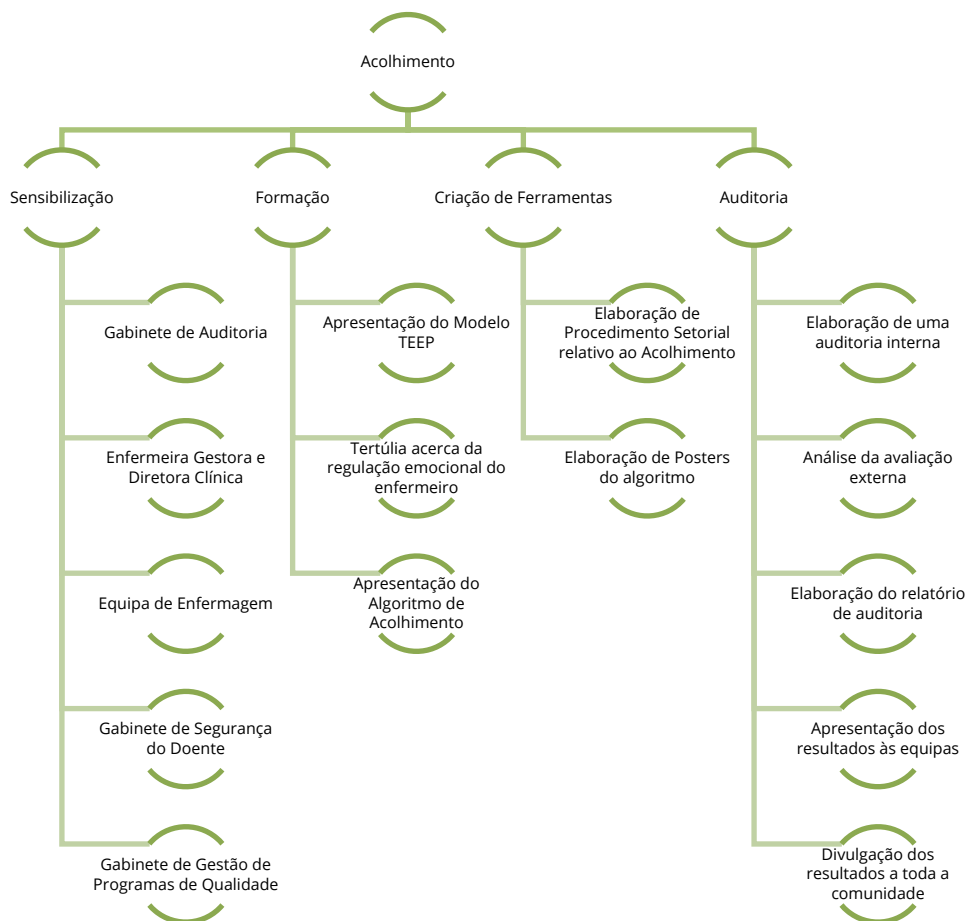 Acolhimento
Sensibilização
Formação
Criação de Ferramentas
Auditoria
Gabinete de Auditoria
Enfermeira Gestora e
Diretora Clínica
Equipa de Enfermagem
Gabinete de Segurança
do Doente
Gabinete de Gestão de
Programas de Qualidade
Apresentação do Modelo
TEEP
Tertúlia acerca da
regulação emocional do
enfermeiro
Apresentação do
Algoritmo de
Acolhimento
Elaboração de
Procedimento Setorial
relativo ao Acolhimento
Elaboração de Posters
do algoritmo
Elaboração de uma
auditoria interna
Análise da avaliação
externa
Elaboração do relatório
de auditoria
Apresentação dos
resultados às equipas
Divulgação dos
resultados a toda a
comunidade